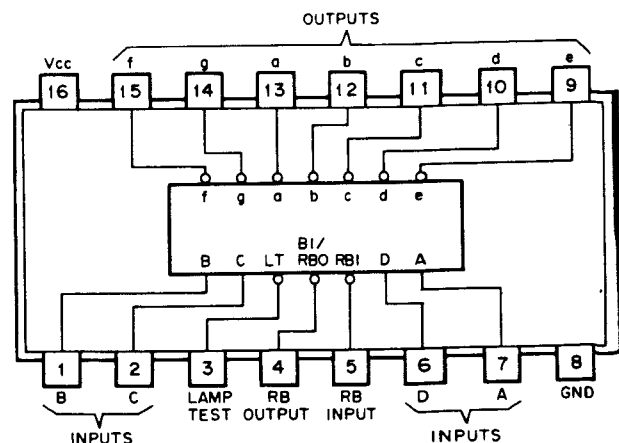 OUTPUTS
Vcc f g a b c d e
16 15 14 13 12 11 10 9
f g a b c d e
BI/
B C LT RBO RBI D A
1 2 3 4 5 6 7 8
B C LAMP RB RB D A GND
TEST OUTPUT INPUT
INPUTS INPUTS